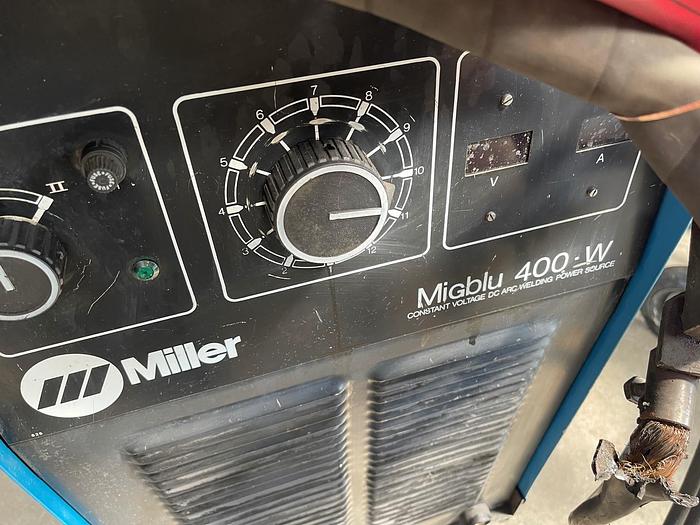 II
7
6
8
5
9
4
10
3
11
2
1
12
V
A
Migblu 400-W
CONSTANT VOLTAGE DC ARC WELDING POWER SOURCE
Miller